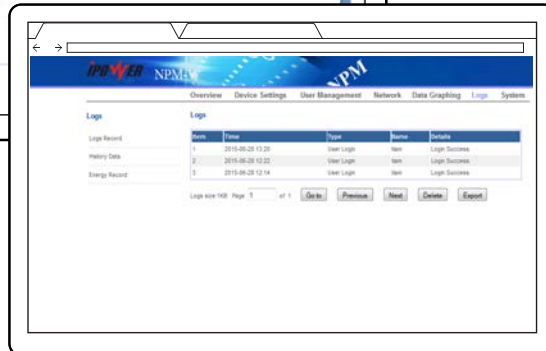 IPOWER NPM-W NPM
Overview Device Settings User Management Network Data Graphing Logs System
Logs
Logs Record
History Data
Energy Record
Logs
Item Time Type Name Details
1 2015-06-28 13:20 User Login Item Login Success
2 2015-06-28 12:22 User Login Item Login Success
3 2015-06-28 12:14 User Login Item Login Success
Logs size:1KB Page 1 of 1 Go to Previous Next Delete Export